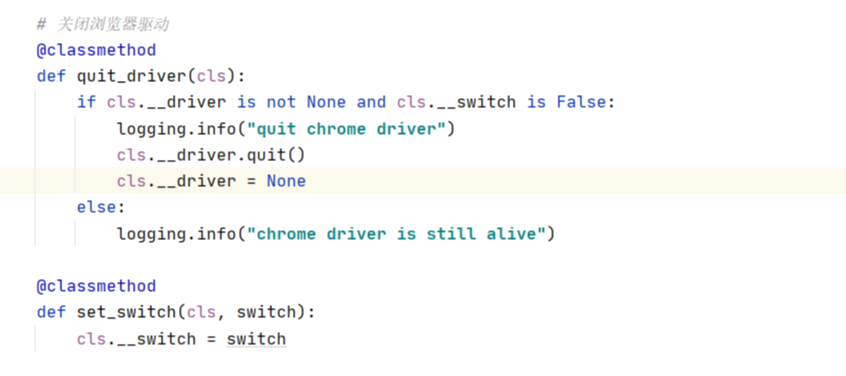 # 关闭浏览器驱动
@classmethod
def quit_driver(cls):
    if cls.__driver is not None and cls.__switch is False:
        logging.info("quit chrome driver")
        cls.__driver.quit()
        cls.__driver = None
    else:
        logging.info("chrome driver is still alive")

@classmethod
def set_switch(cls, switch):
    cls.__switch = switch